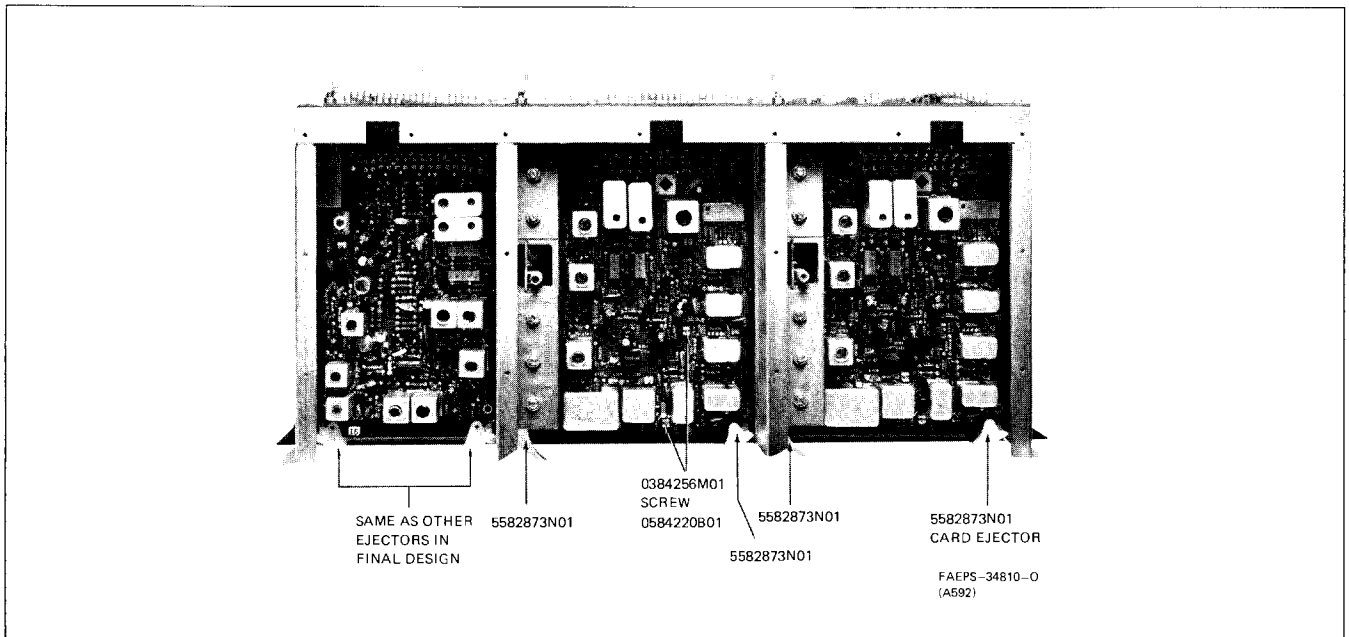 16
SAME AS OTHER
EJECTORS IN
FINAL DESIGN
5582873N01
0384256M01
SCREW
0584220B01
5582873N01
5582873N01
5582873N01
CARD EJECTOR
FAEPS-34810-O
(A592)